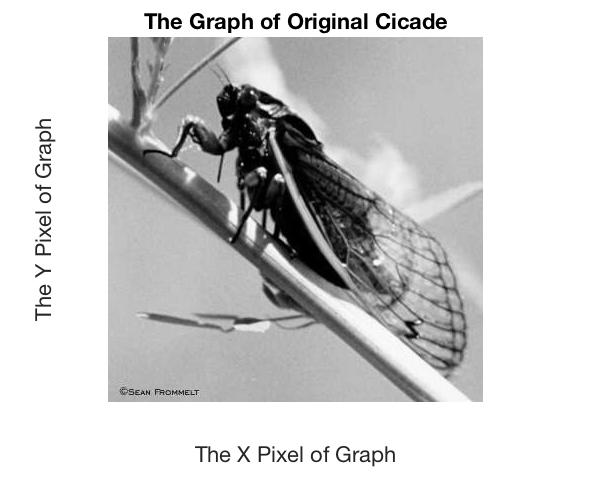 The Graph of Original Cicade
The Y Pixel of Graph
©SEAN FROMMELT
The X Pixel of Graph